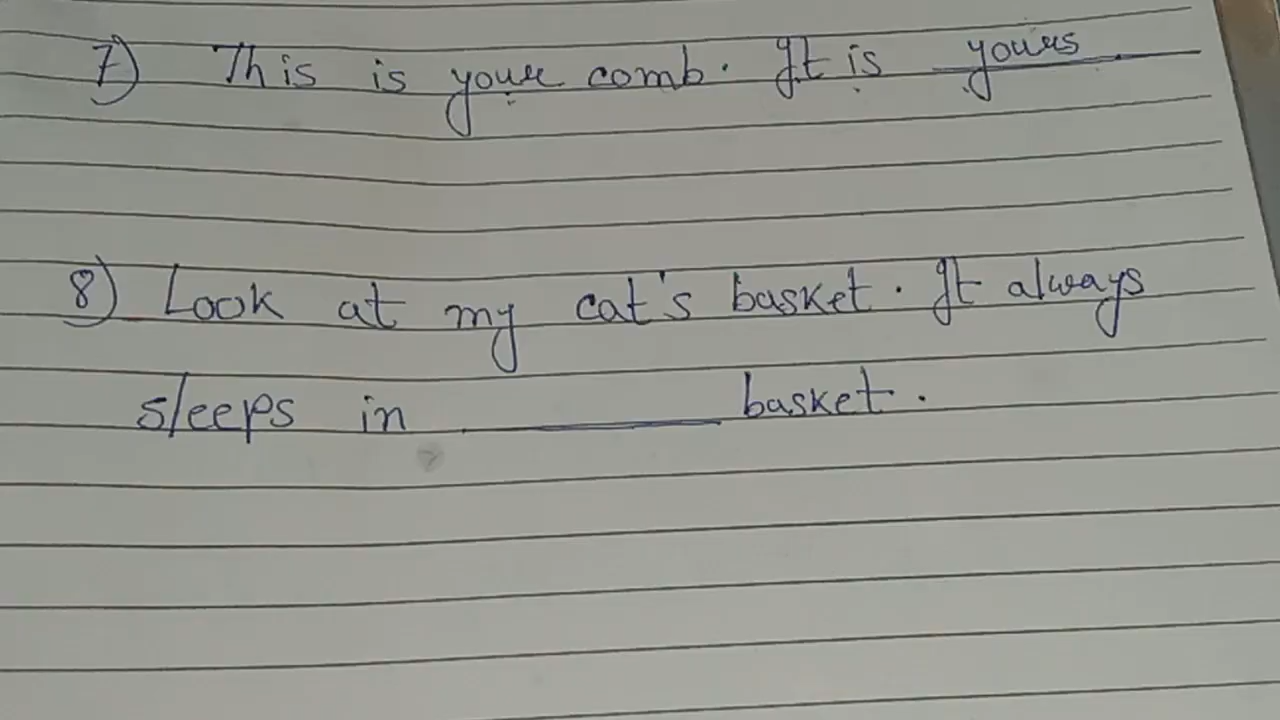 7) This is your comb. It is yours
8) Look at my cat's basket. It always
sleeps in ________ basket.